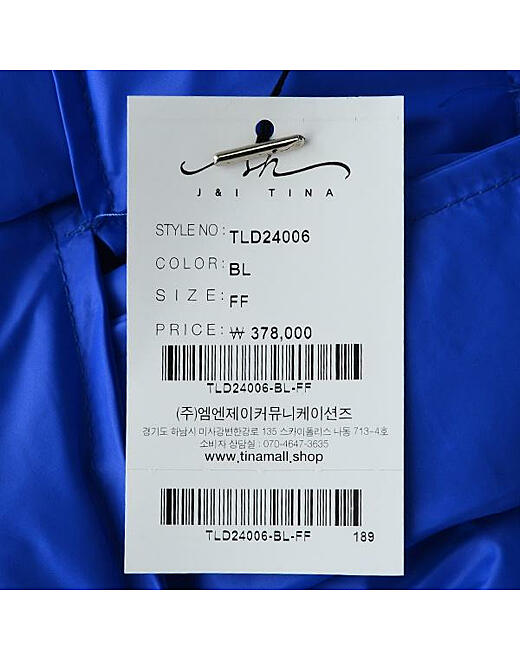 J&I TINA
STYLE NO : TLD24006
COLOR : BL
SIZE : FF
PRICE : ₩ 378,000
TLD24006-BL-FF
(주)엠엔제이커뮤니케이션즈
경기도 하남시 미사강변한강로 135 스카이폴리스 나동 713-4호
소비자 상담실 : 070-4647-3635
www.tinamall.shop
TLD24006-BL-FF 189